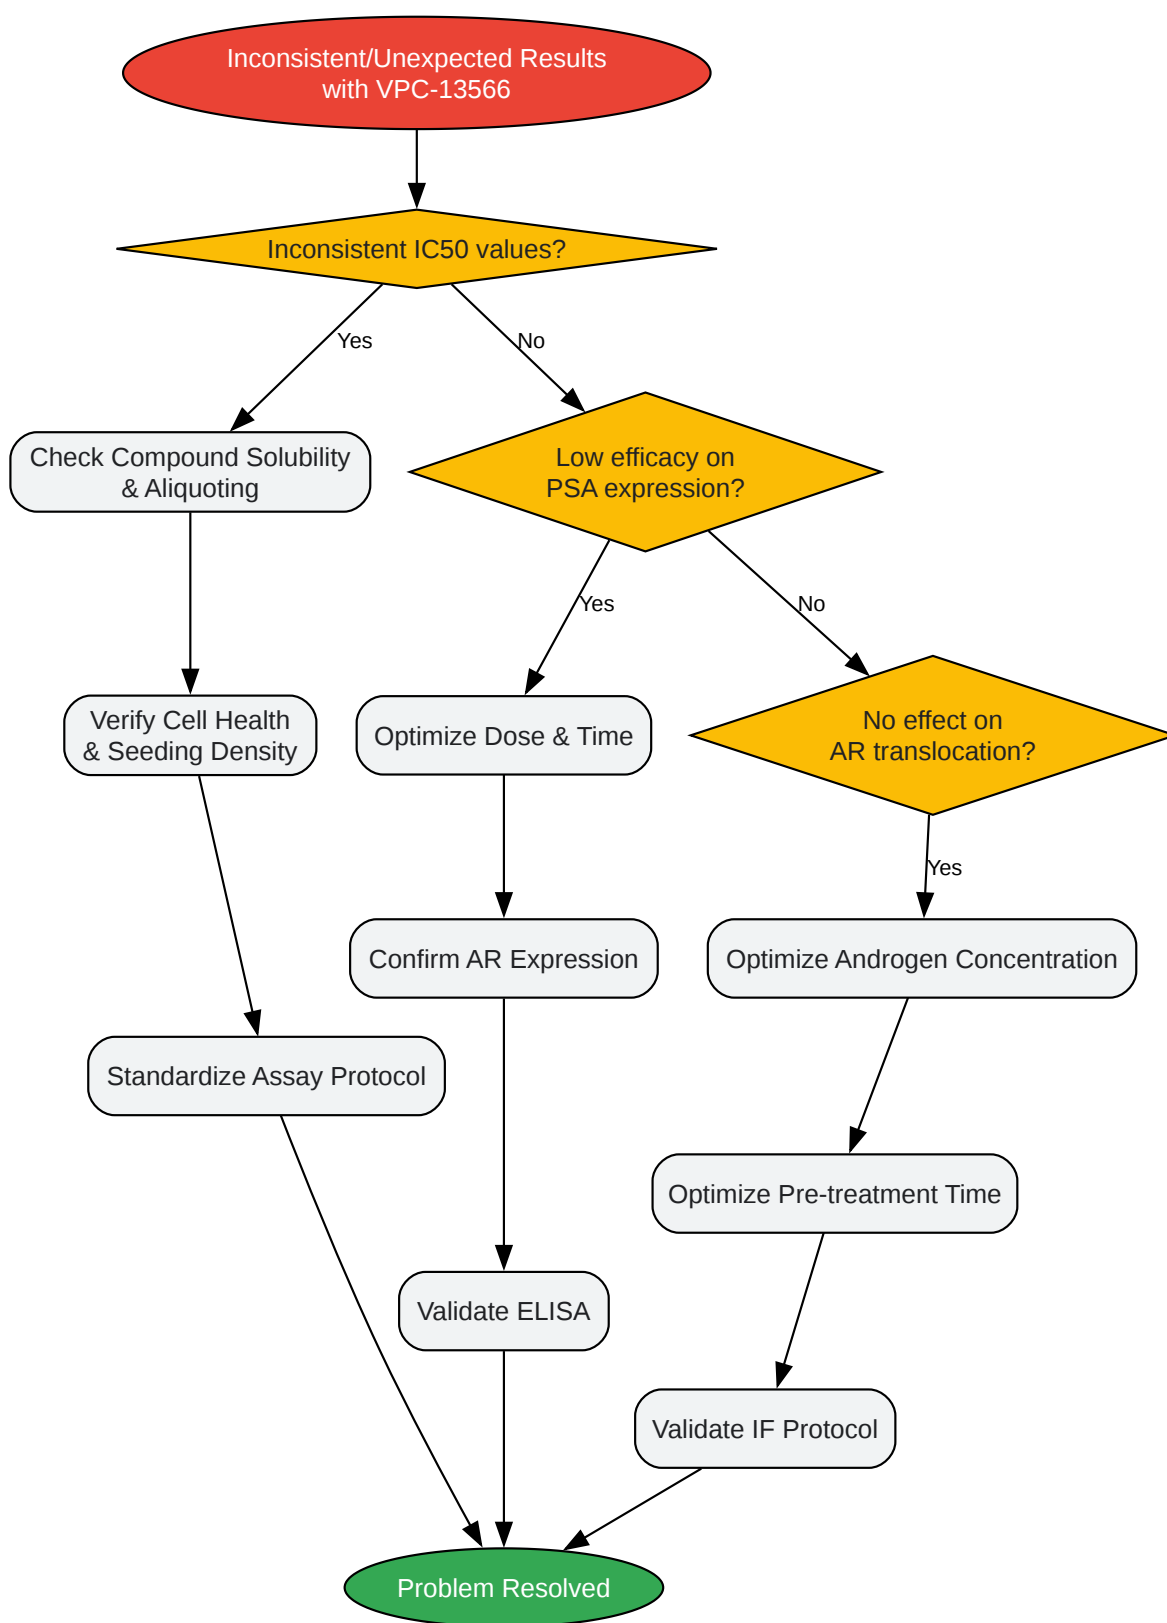 Inconsistent/Unexpected Results
with VPC-13566
Inconsistent IC50 values?
Yes
No
Check Compound Solubility
& Aliquoting
Low efficacy on
PSA expression?
Yes
No
Verify Cell Health
& Seeding Density
Optimize Dose & Time
No effect on
AR translocation?
Yes
Confirm AR Expression
Optimize Androgen Concentration
Standardize Assay Protocol
Optimize Pre-treatment Time
Validate ELISA
Validate IF Protocol
Problem Resolved